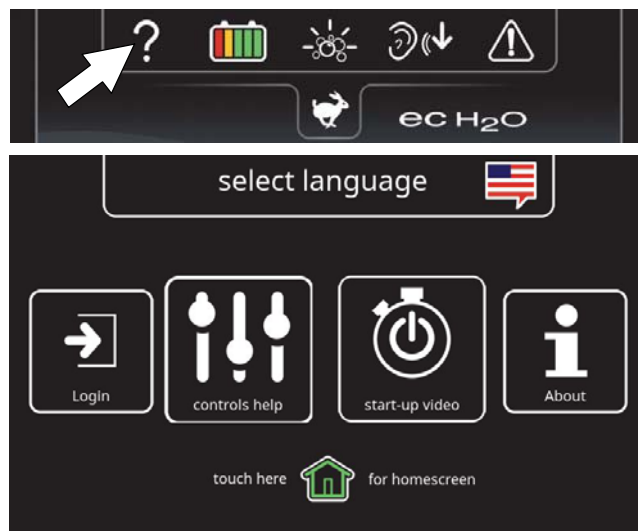 ?
ec H2O
select language
Login
controls help
start-up video
About
touch here for homescreen